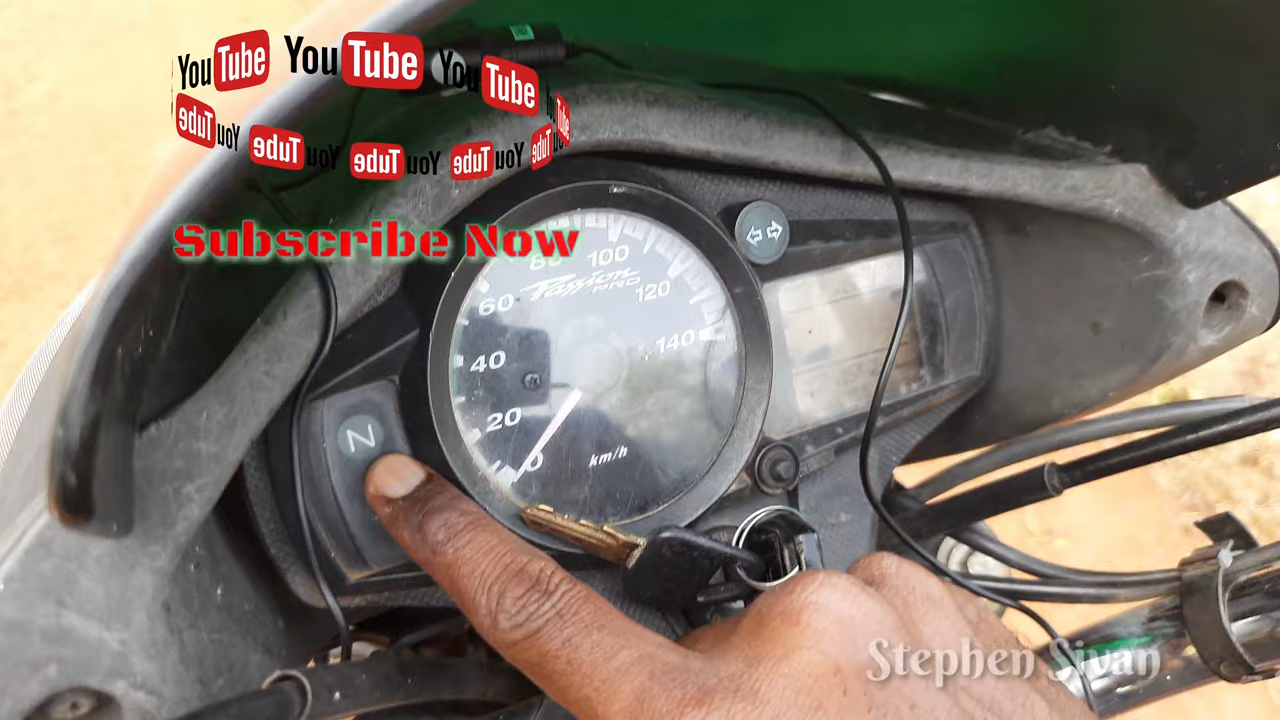 YouTube YouTube YouTube YouTube
YouTube YouTube YouTube YouTube YouTube
Subscribe Now
80 100
Passion
PRO
60 120
40 140
20
N
0 km/h
Stephen Sivan